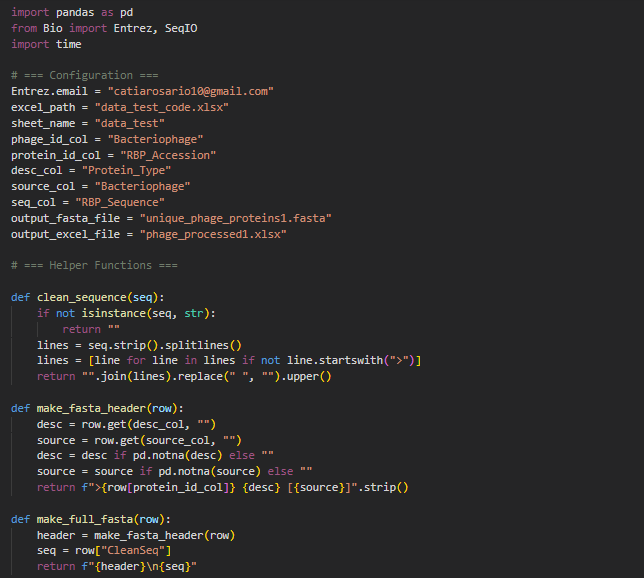 import pandas as pd
from Bio import Entrez, SeqIO
import time
# === Configuration ===
Entrez.email = "catiarosario10@gmail.com"
excel_path = "data_test_code.xlsx"
sheet_name = "data_test"
phage_id_col = "Bacteriophage"
protein_id_col = "RBP_Accession"
desc_col = "Protein_Type"
source_col = "Bacteriophage"
seq_col = "RBP_Sequence"
output_fasta_file = "unique_phage_proteins1.fasta"
output_excel_file = "phage_processed1.xlsx"
# === Helper Functions ===
def clean_sequence(seq):
    if not isinstance(seq, str):
        return ""
    lines = seq.strip().splitlines()
    lines = [line for line in lines if not line.startswith(">")]
    return "".join(lines).replace(" ", "").upper()
def make_fasta_header(row):
    desc = row.get(desc_col, "")
    source = row.get(source_col, "")
    desc = desc if pd.notna(desc) else ""
    source = source if pd.notna(source) else ""
    return f">{row[protein_id_col]} {desc} [{source}]".strip()
def make_full_fasta(row):
    header = make_fasta_header(row)
    seq = row["CleanSeq"]
    return f"{header}\n{seq}"